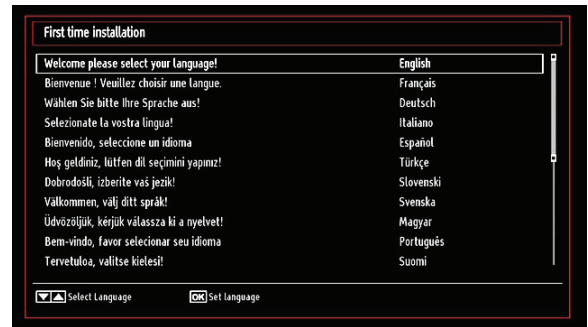 First time installation
Welcome please select your language! English
Bienvenue ! Veuillez choisir une langue. Français
Wählen Sie bitte Ihre Sprache aus! Deutsch
Selezionate la vostra lingua! Italiano
Bienvenido, seleccione un idioma Español
Hoş geldiniz, lütfen dil seçimini yapınız! Türkçe
Dobrodošli, izberite vaš jezik! Slovenski
Välkommen, välj ditt språk! Svenska
Üdvözöljük, kérjük válassza ki a nyelvet! Magyar
Bem-vindo, favor selecionar seu idioma Português
Tervetuloa, valitse kielesi! Suomi
Select Language OK Set language